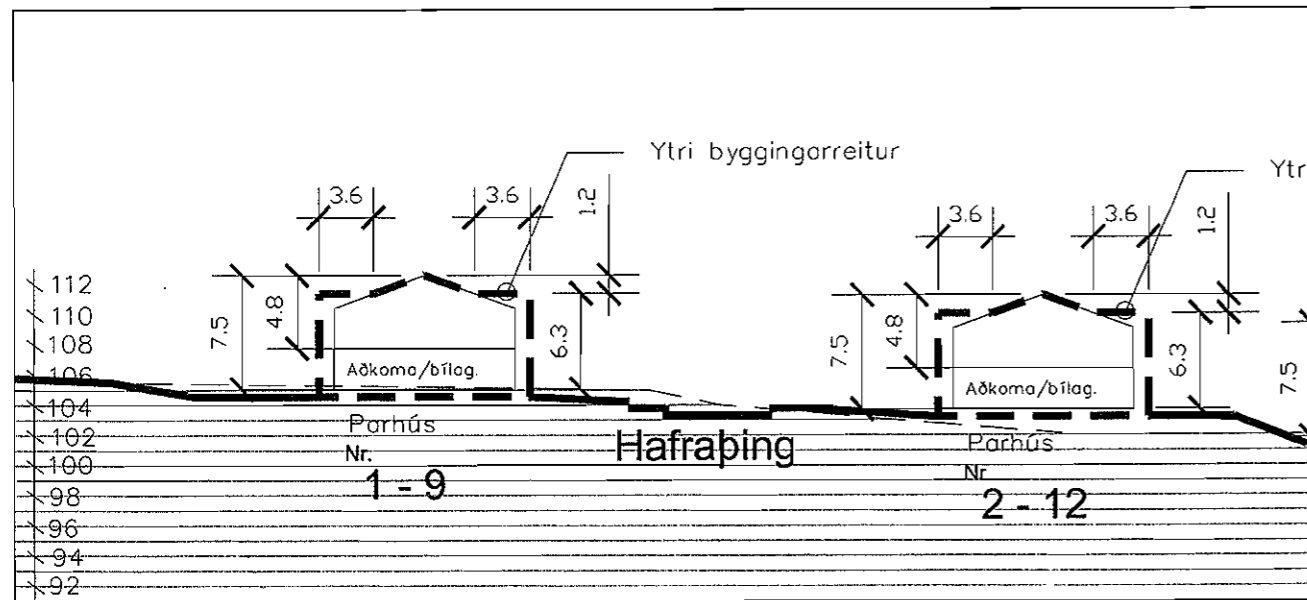 Ytri byggingarreitur
Ytr
3.6
3.6
1.2
3.6
3.6
1.2
112
110
108
106
104
102
100
98
96
94
92
7.5
4.8
6.3
7.5
4.8
6.3
7.5
Aðkoma/bílag.
Aðkoma/bílag.
Parhús
Nr.
1 - 9
Hafraþing
Parhús
Nr
2 - 12